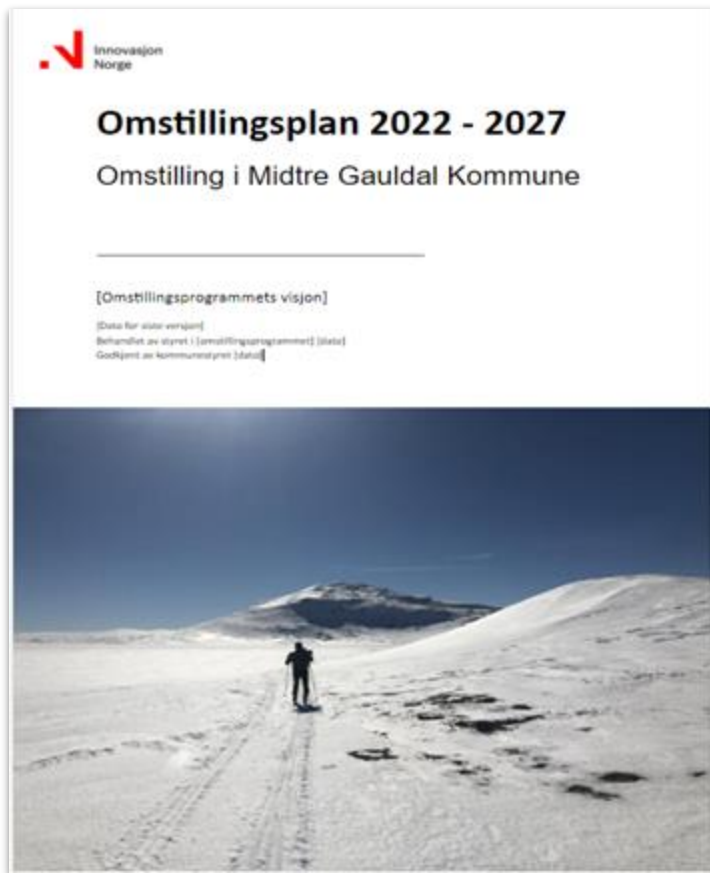 Innovasjon
Norge
Omstillingsplan 2022 - 2027
Omstilling i Midtre Gauldal Kommune
[Omstillingsprogrammets visjon]
[Dato for siste versjon]
Behandlet av styret i [omstillingsprogrammet] [dato]
Godkjent av kommunestyret [dato]